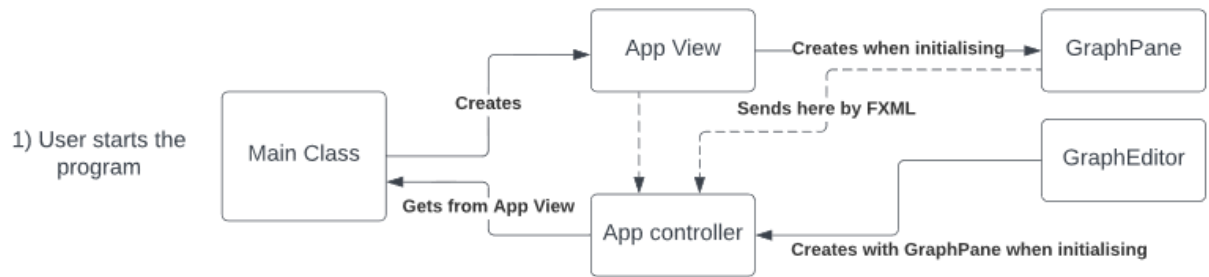 App View
Creates when initialising
GraphPane
Creates
Sends here by FXML
1) User starts the
program
Main Class
GraphEditor
Gets from App View
App controller
Creates with GraphPane when initialising